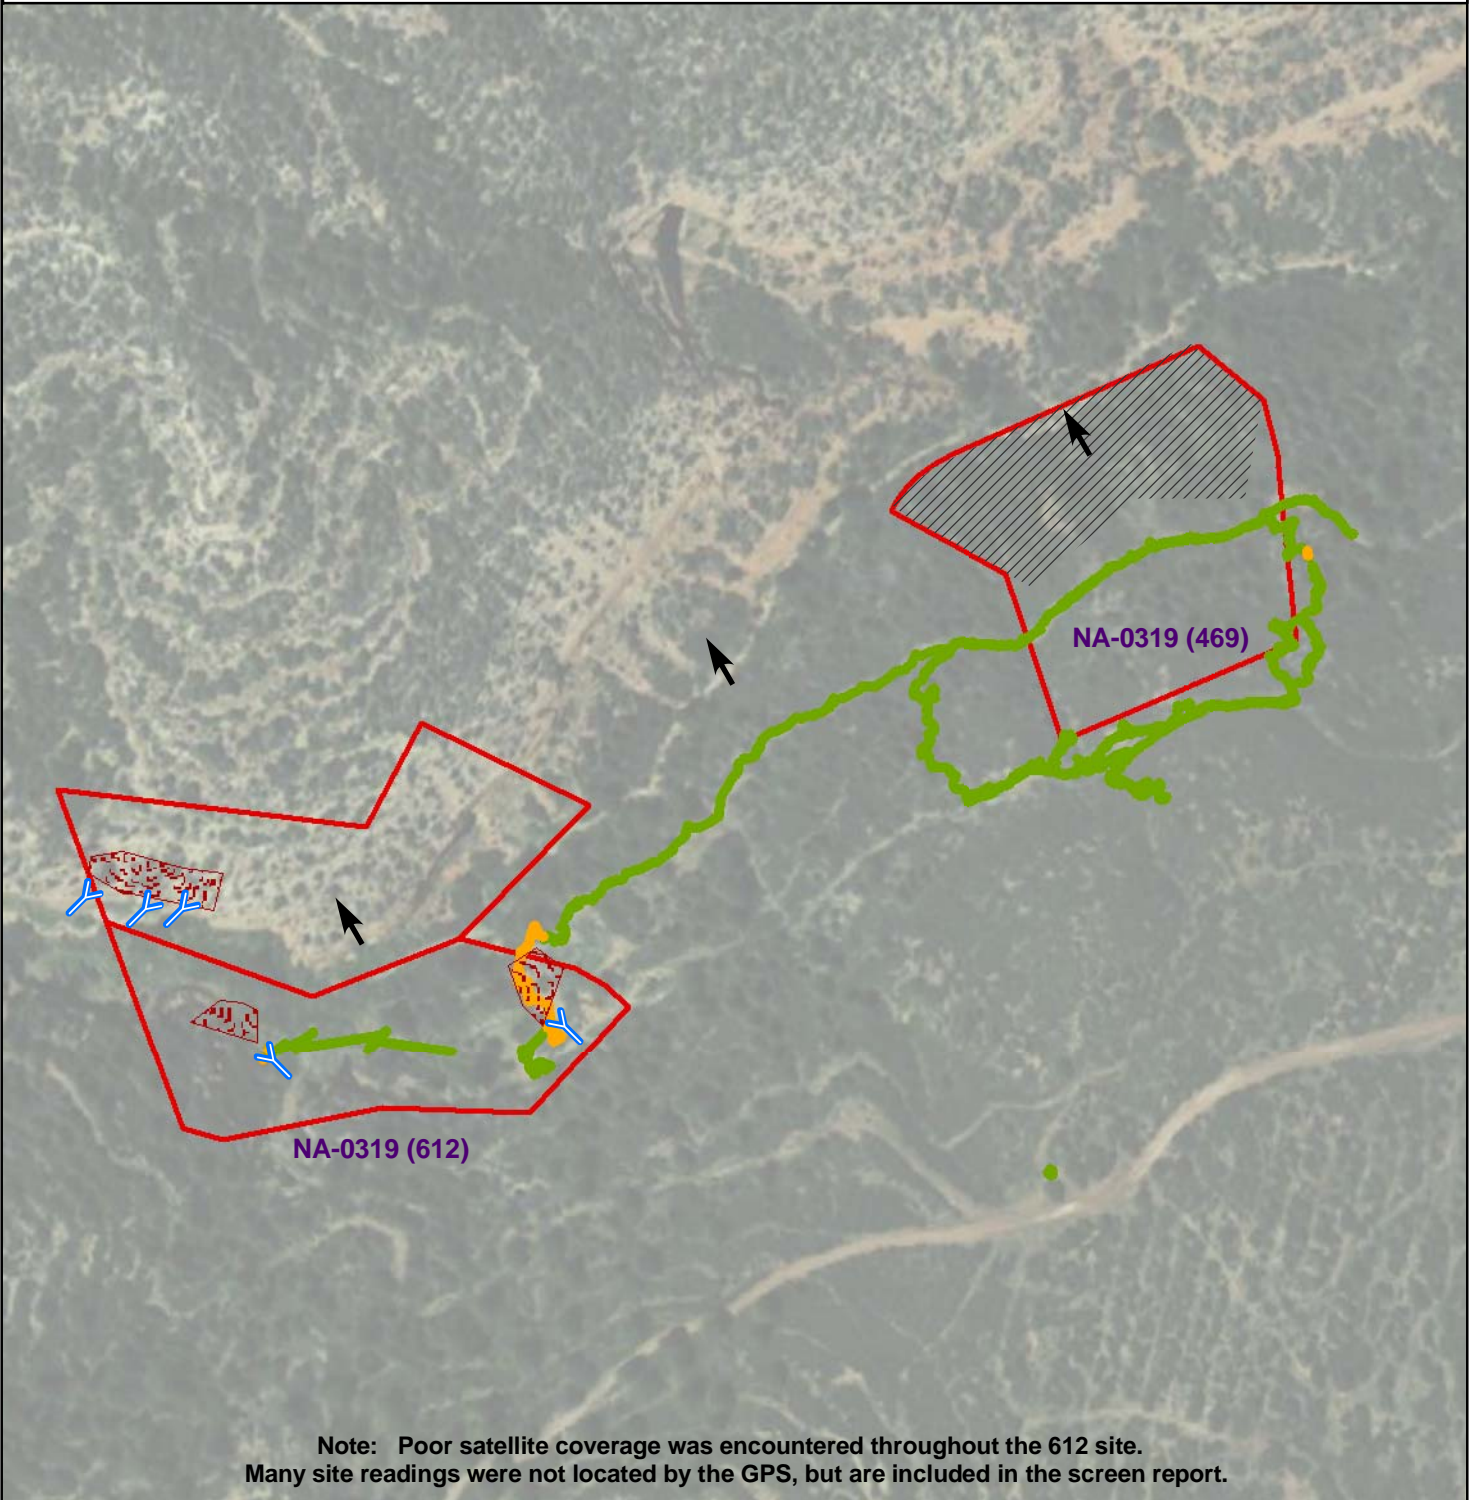 NA-0319 (469)
NA-0319 (612)
Note: Poor satellite coverage was encountered throughout the 612 site.
Many site readings were not located by the GPS, but are included in the screen report.